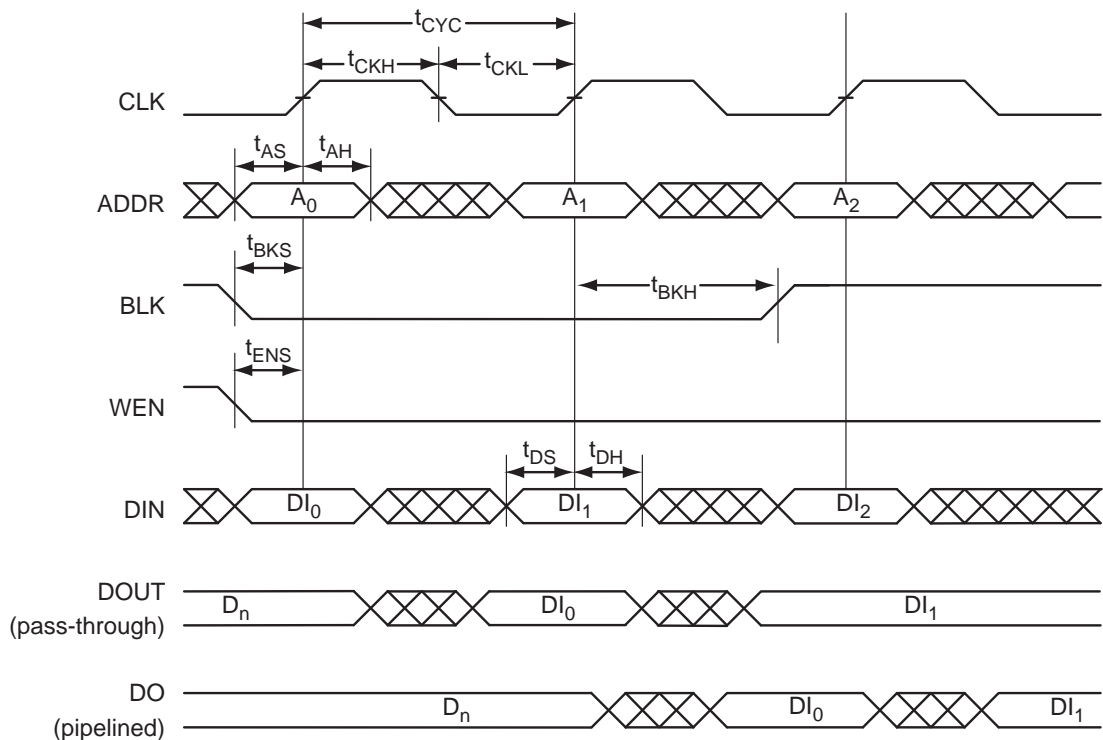 tCYC
tCKH tCKL
CLK
tAS tAH
ADDR A0 A1 A2
tBKS
BLK tBKH
tENS
WEN
tDS tDH
DIN DI0 DI1 DI2
DOUT
(pass-through) Dn DI0 DI1
DO
(pipelined) Dn DI0 DI1